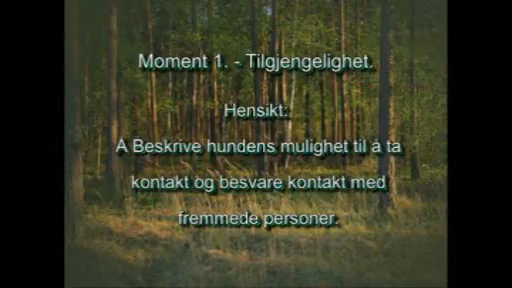 Moment 1. - Tilgjengelighet.
Hensikt:
Å Beskrive hundens mulighet til å ta
kontakt og besvare kontakt med
fremmede personer.